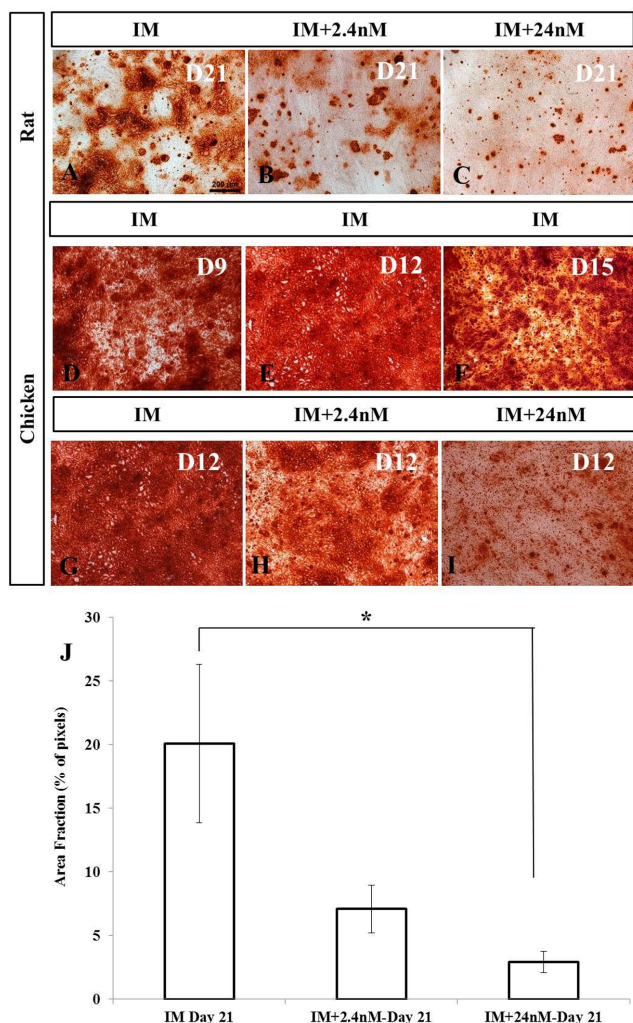 IM IM+2.4nM IM+24nM
Rat
D21 D21 D21
A B C
200 µm
IM IM IM
Chicken
D9 D12 D15
D E F
IM IM+2.4nM IM+24nM
D12 D12 D12
G H I
J
*
Area Fraction (% of pixels)
30
25
20
15
10
5
0
IM Day 21 IM+2.4nM-Day 21 IM+24nM-Day 21